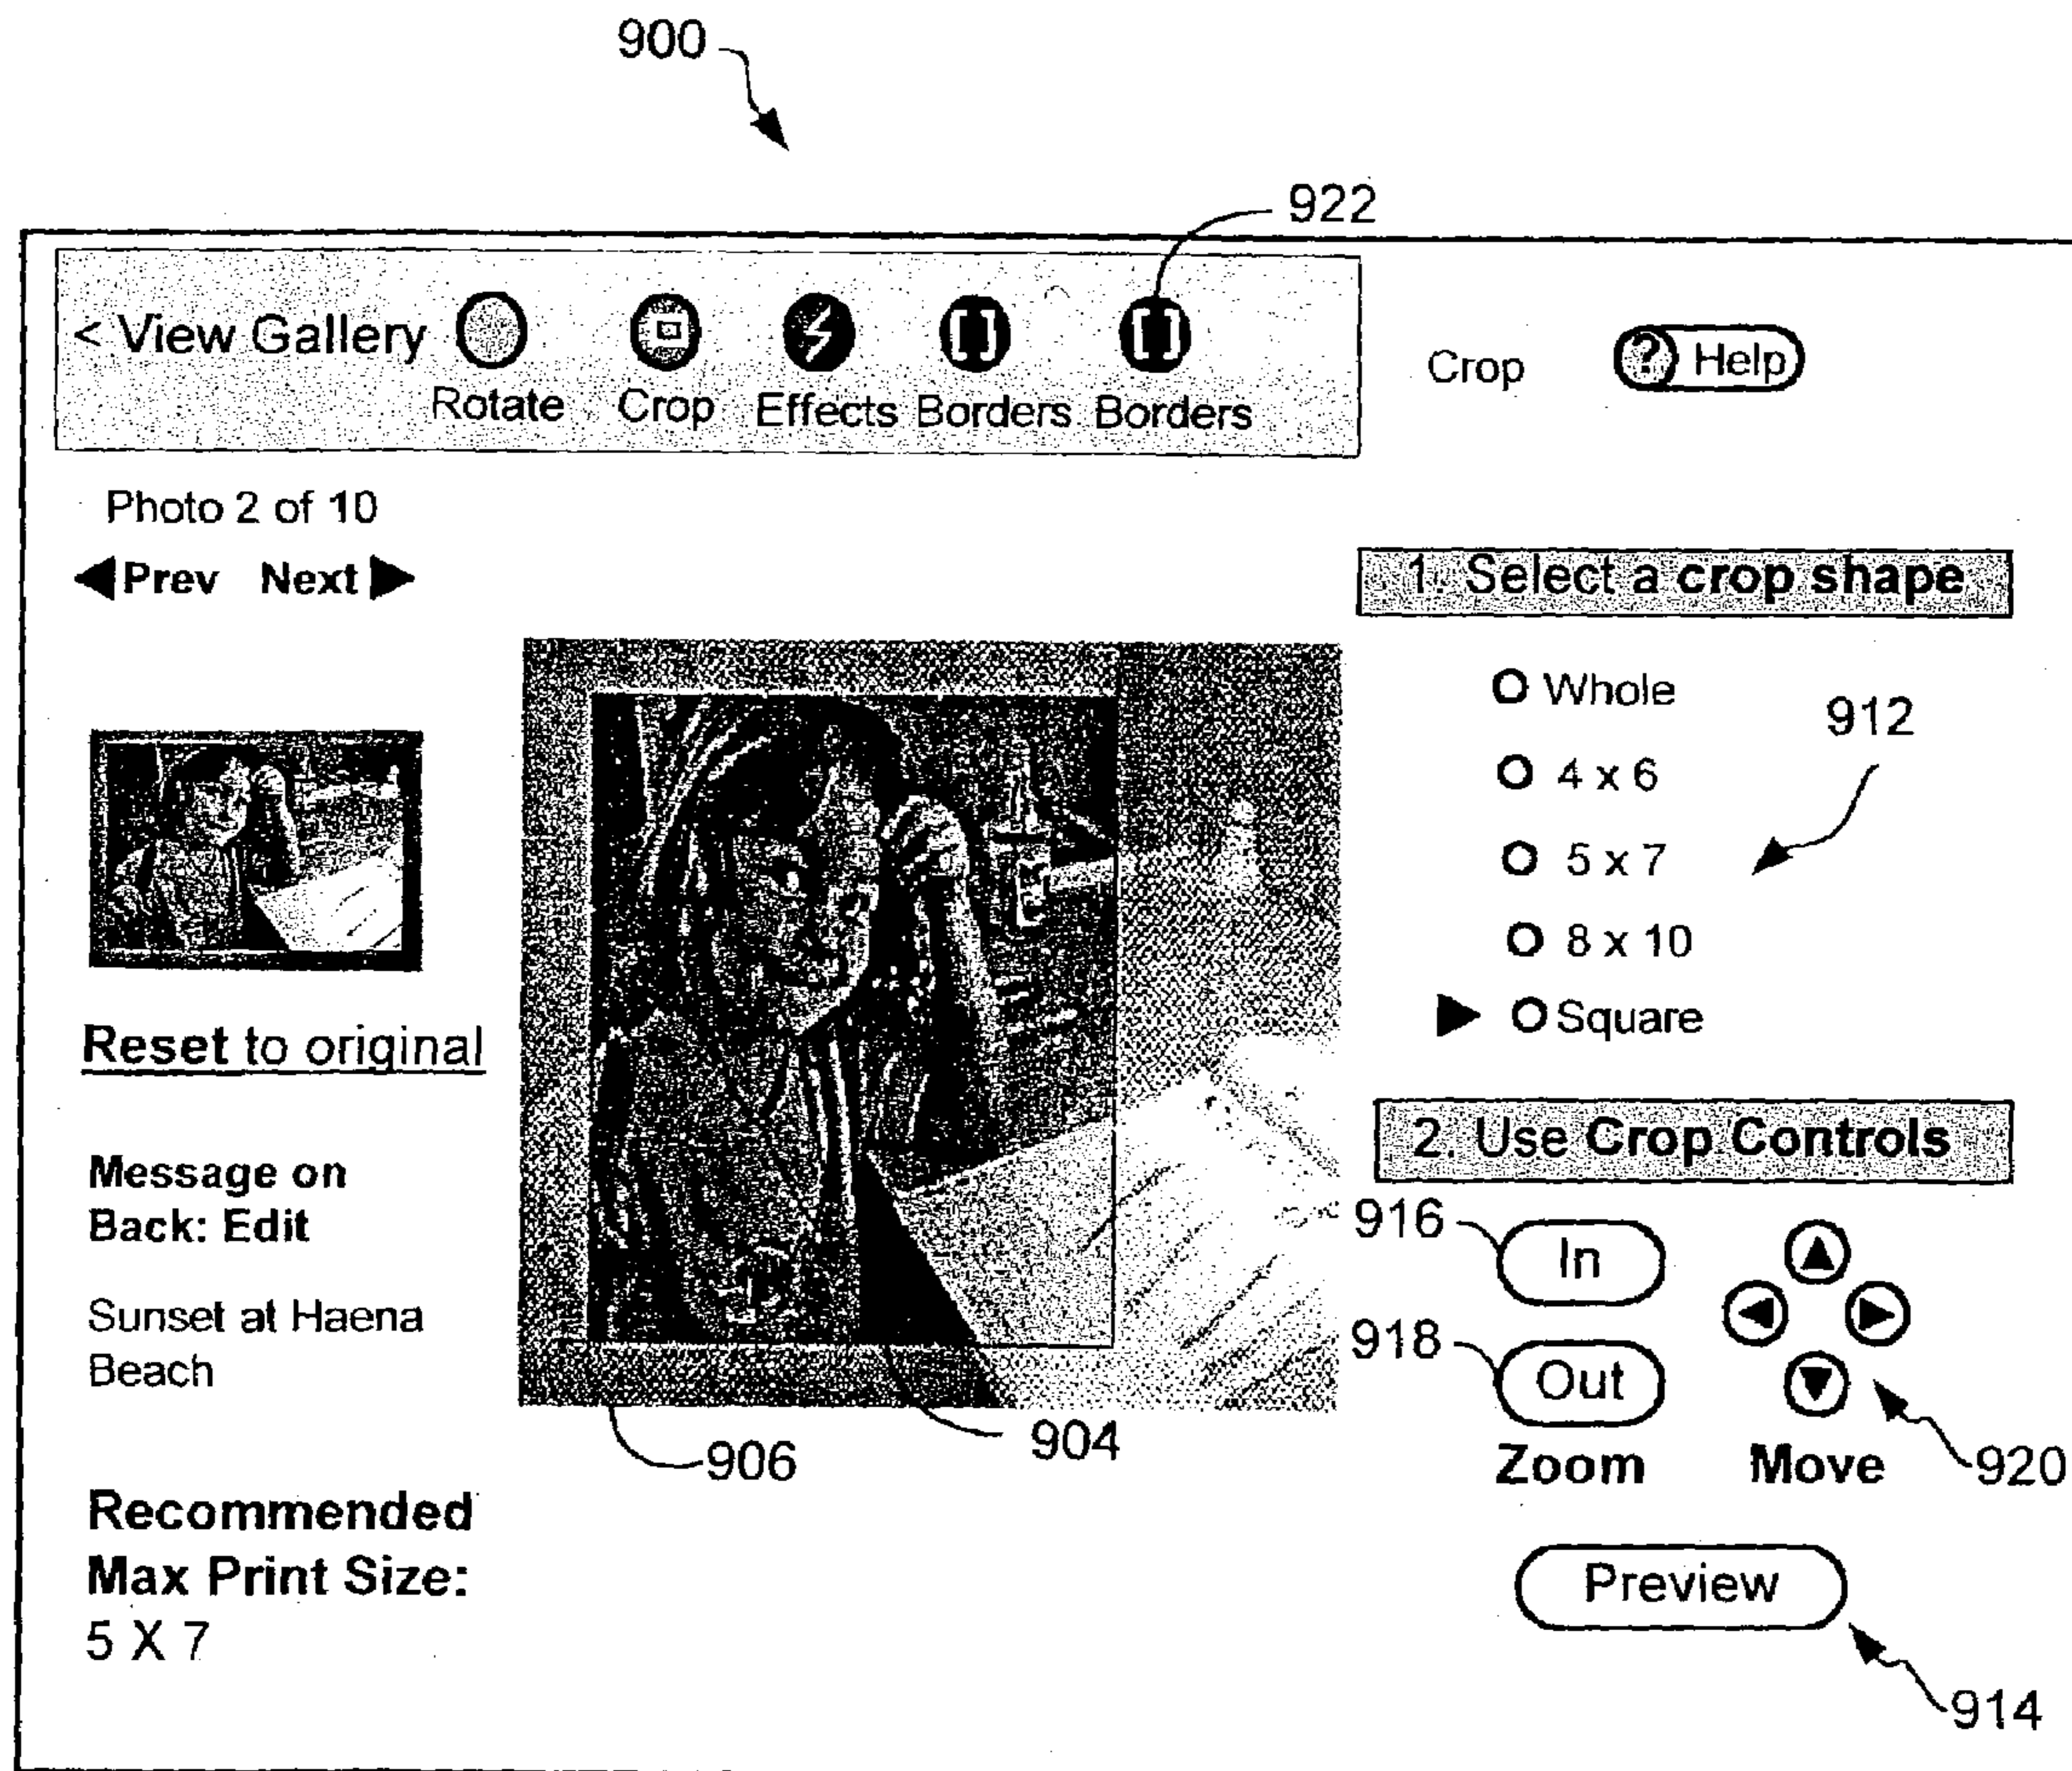 900
922
< View Gallery
Rotate Crop Effects Borders Borders
Crop
? Help
Photo 2 of 10
Prev Next
1. Select a crop shape
Whole
912
4 x 6
5 x 7
8 x 10
Square
Reset to original
2. Use Crop Controls
Message on
Back: Edit
916
In
Sunset at Haena
Beach
918
Out
906
904
Zoom Move
920
Recommended
Max Print Size:
5 X 7
Preview
914